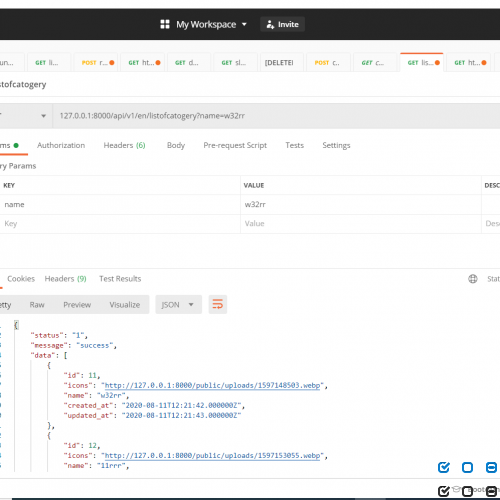 My Workspace
Invite
GET li...
POST r...
GET ht...
GET d...
GET sl...
[DELETE]
POST c..
GET c...
GET lis...
GET ht...
stofcatogery
127.0.0.1:8000/api/v1/en/listofcatogery?name=w32rr
ms Authorization Headers (6) Body Pre-request Script Tests Settings
ry Params
KEY VALUE DESC
name w32rr
Key Value Des
Cookies Headers (9) Test Results Stat
etty Raw Preview Visualize JSON
{
"status": "1",
"message": "success",
"data": [
{
"id": 11,
"icons": "http://127.0.0.1:8000/public/uploads/1597148503.webp",
"name": "w32rr",
"created_at": "2020-08-11T12:21:42.000000Z",
"updated_at": "2020-08-11T12:21:43.000000Z"
},
{
"id": 12,
"icons": "http://127.0.0.1:8000/public/uploads/1597153055.webp",
"name": "11rrr",